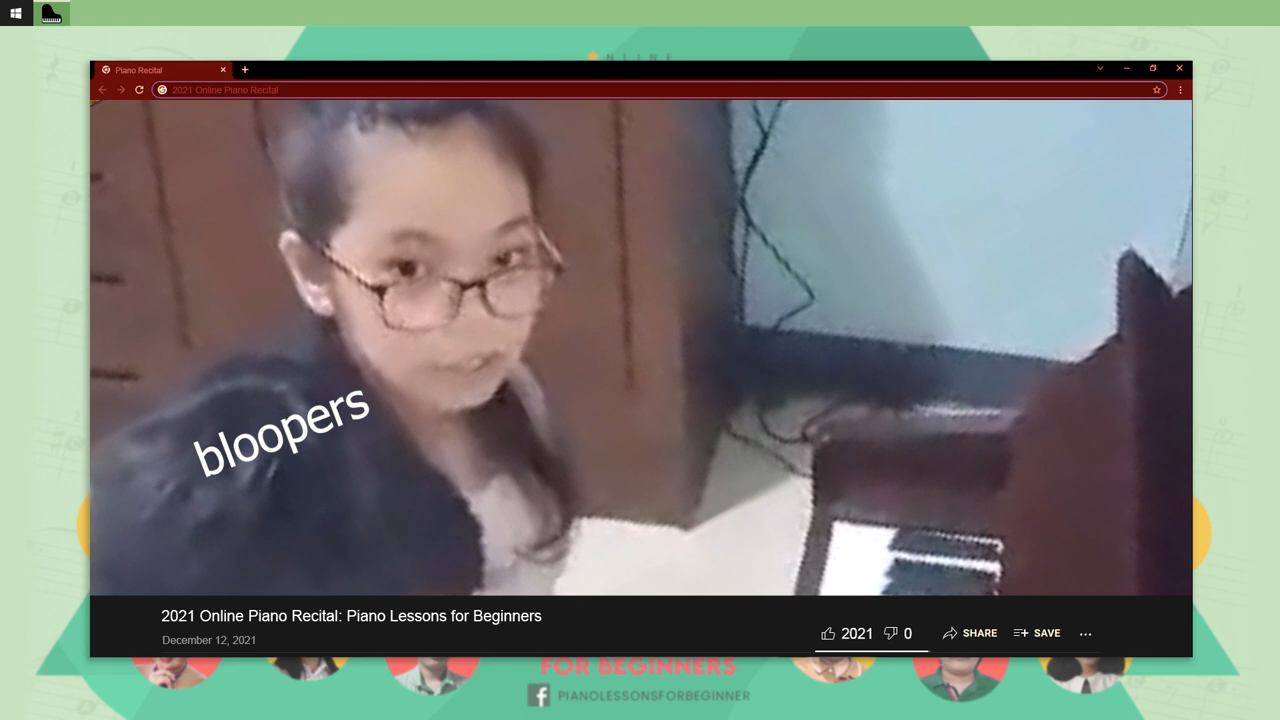 NLINE
Piano Recital
2021 Online Piano Recital
bloopers
2021 Online Piano Recital: Piano Lessons for Beginners
December 12, 2021
2021 0 SHARE SAVE
FOR BEGINNERS
PIANOLESSONSFORBEGINNER